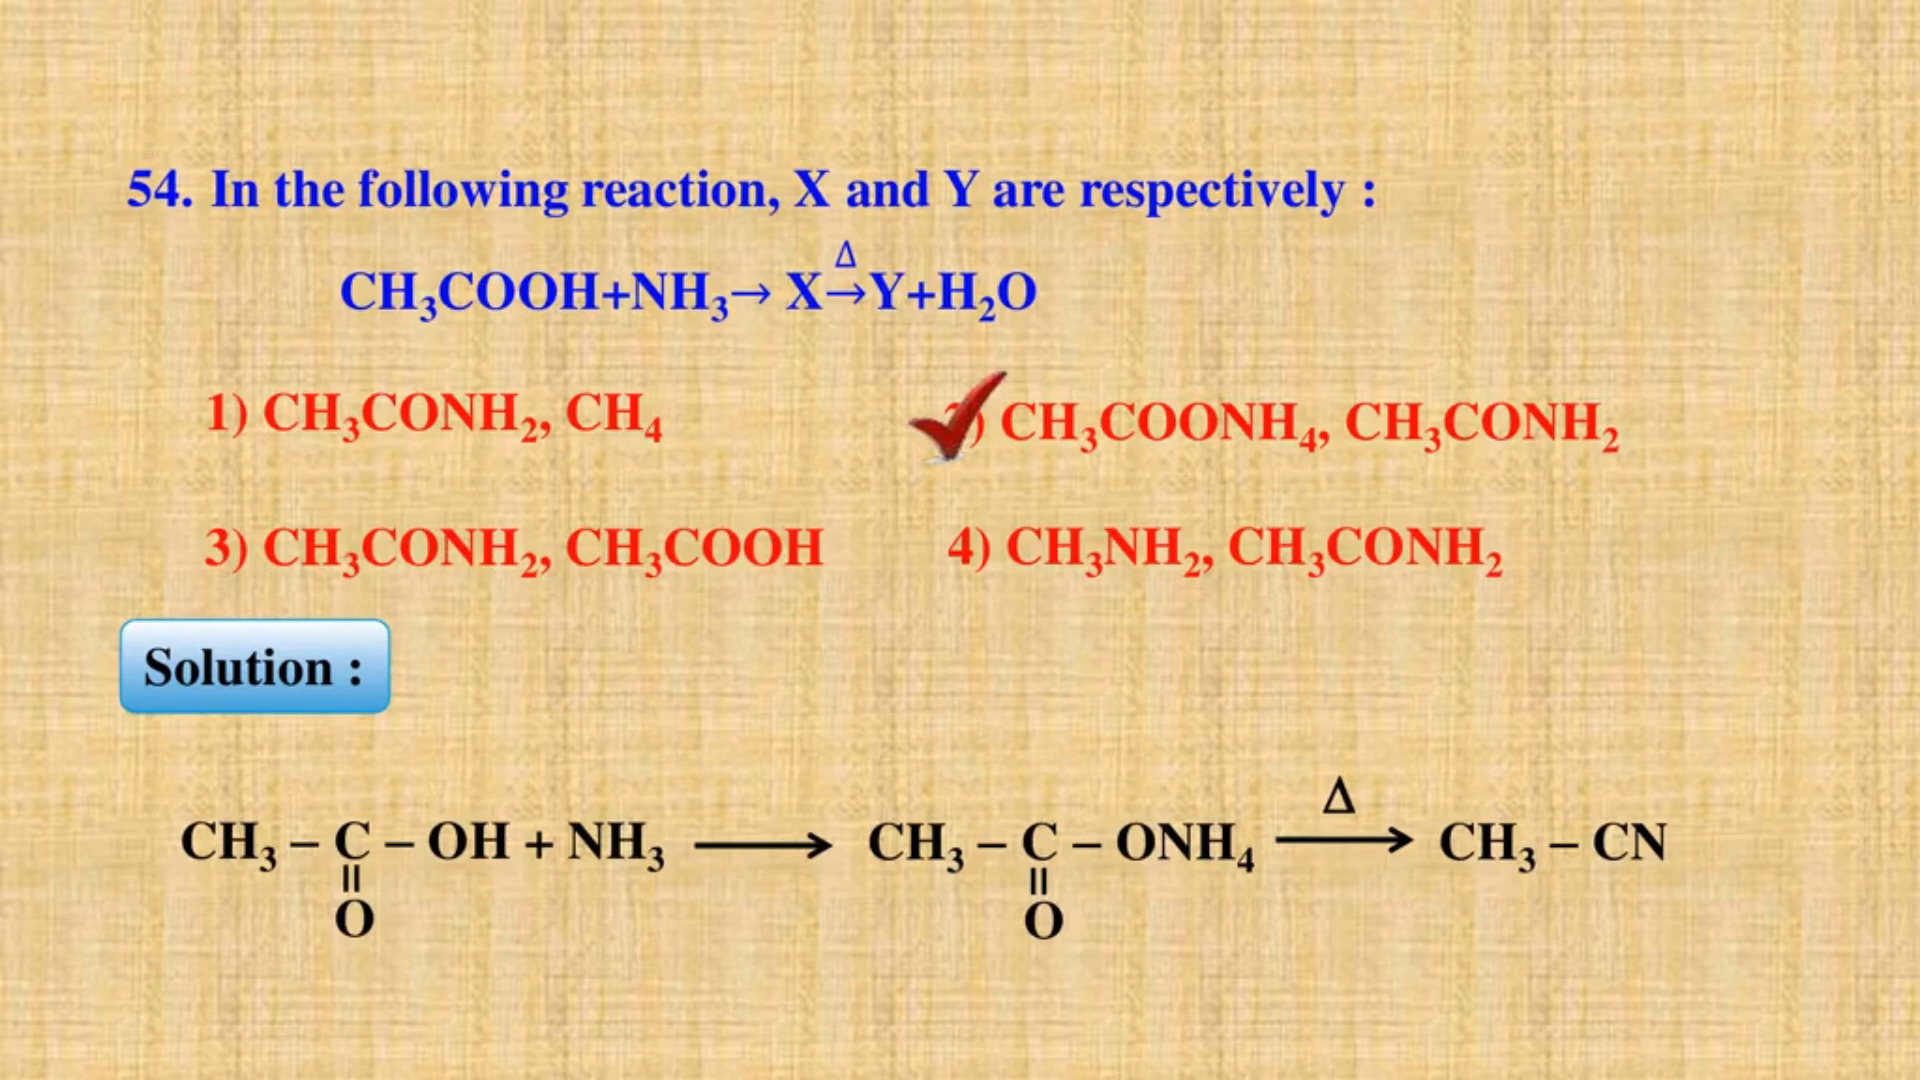 54. In the following reaction, X and Y are respectively :
Δ
CH₃COOH+NH₃→ X→Y+H₂O
1) CH₃CONH₂, CH₄
) CH₃COONH₄, CH₃CONH₂
3) CH₃CONH₂, CH₃COOH
4) CH₃NH₂, CH₃CONH₂
Solution :
Δ
CH₃ – C – OH + NH₃ ⟶ CH₃ – C – ONH₄ ⟶ CH₃ – CN
|| ||
O O